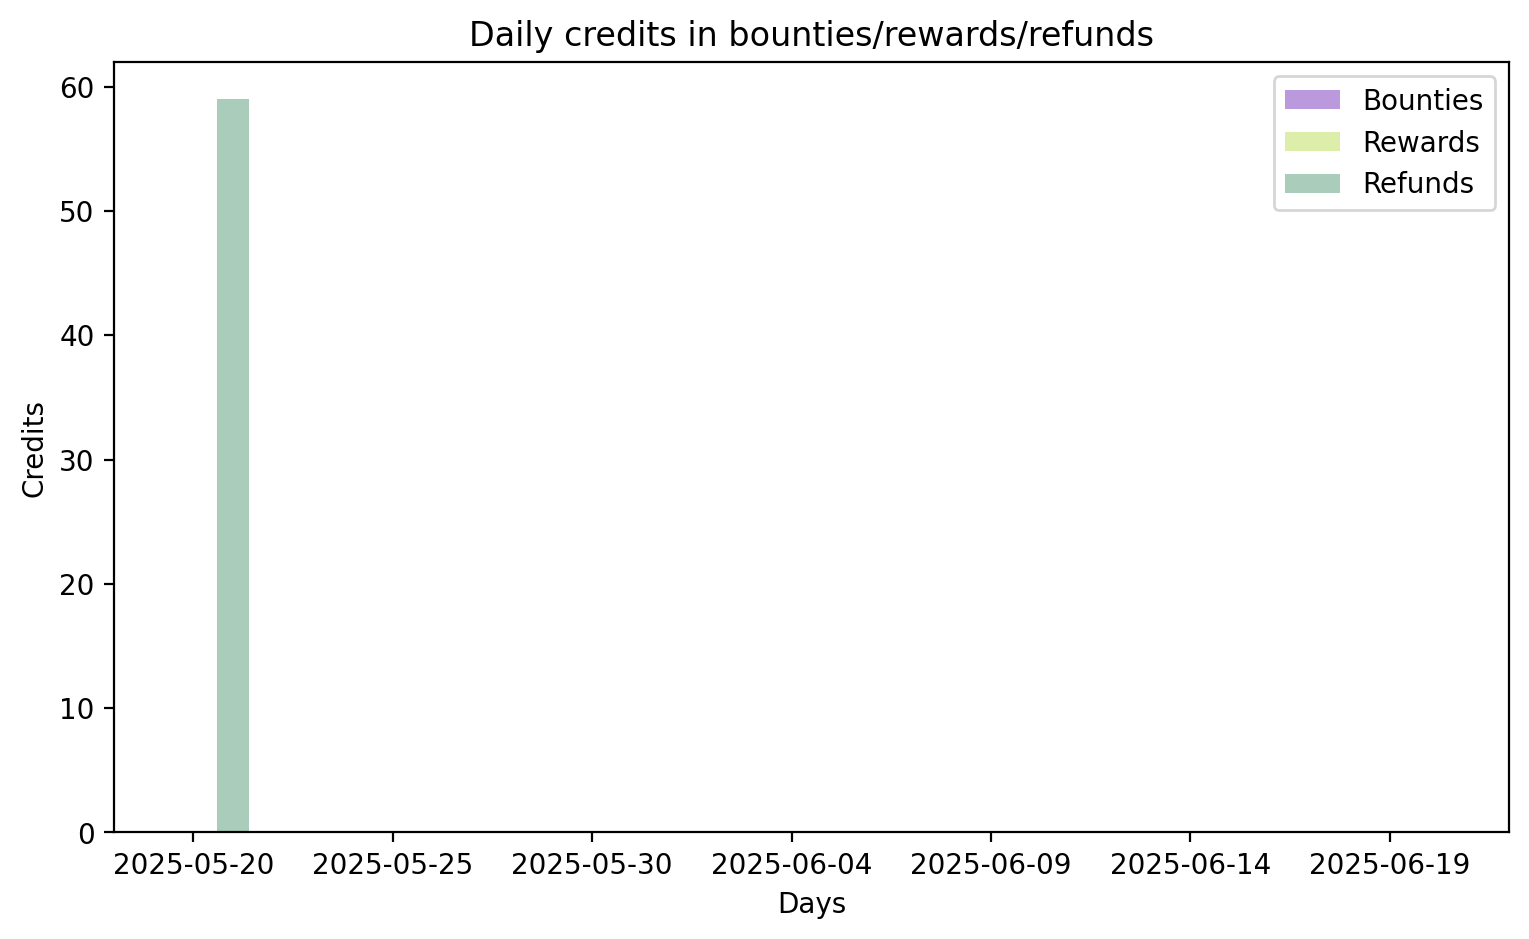 Daily credits in bounties/rewards/refunds
60
50
40
30
20
10
0
Credits
Bounties
Rewards
Refunds
2025-05-20 2025-05-25 2025-05-30 2025-06-04 2025-06-09 2025-06-14 2025-06-19
Days